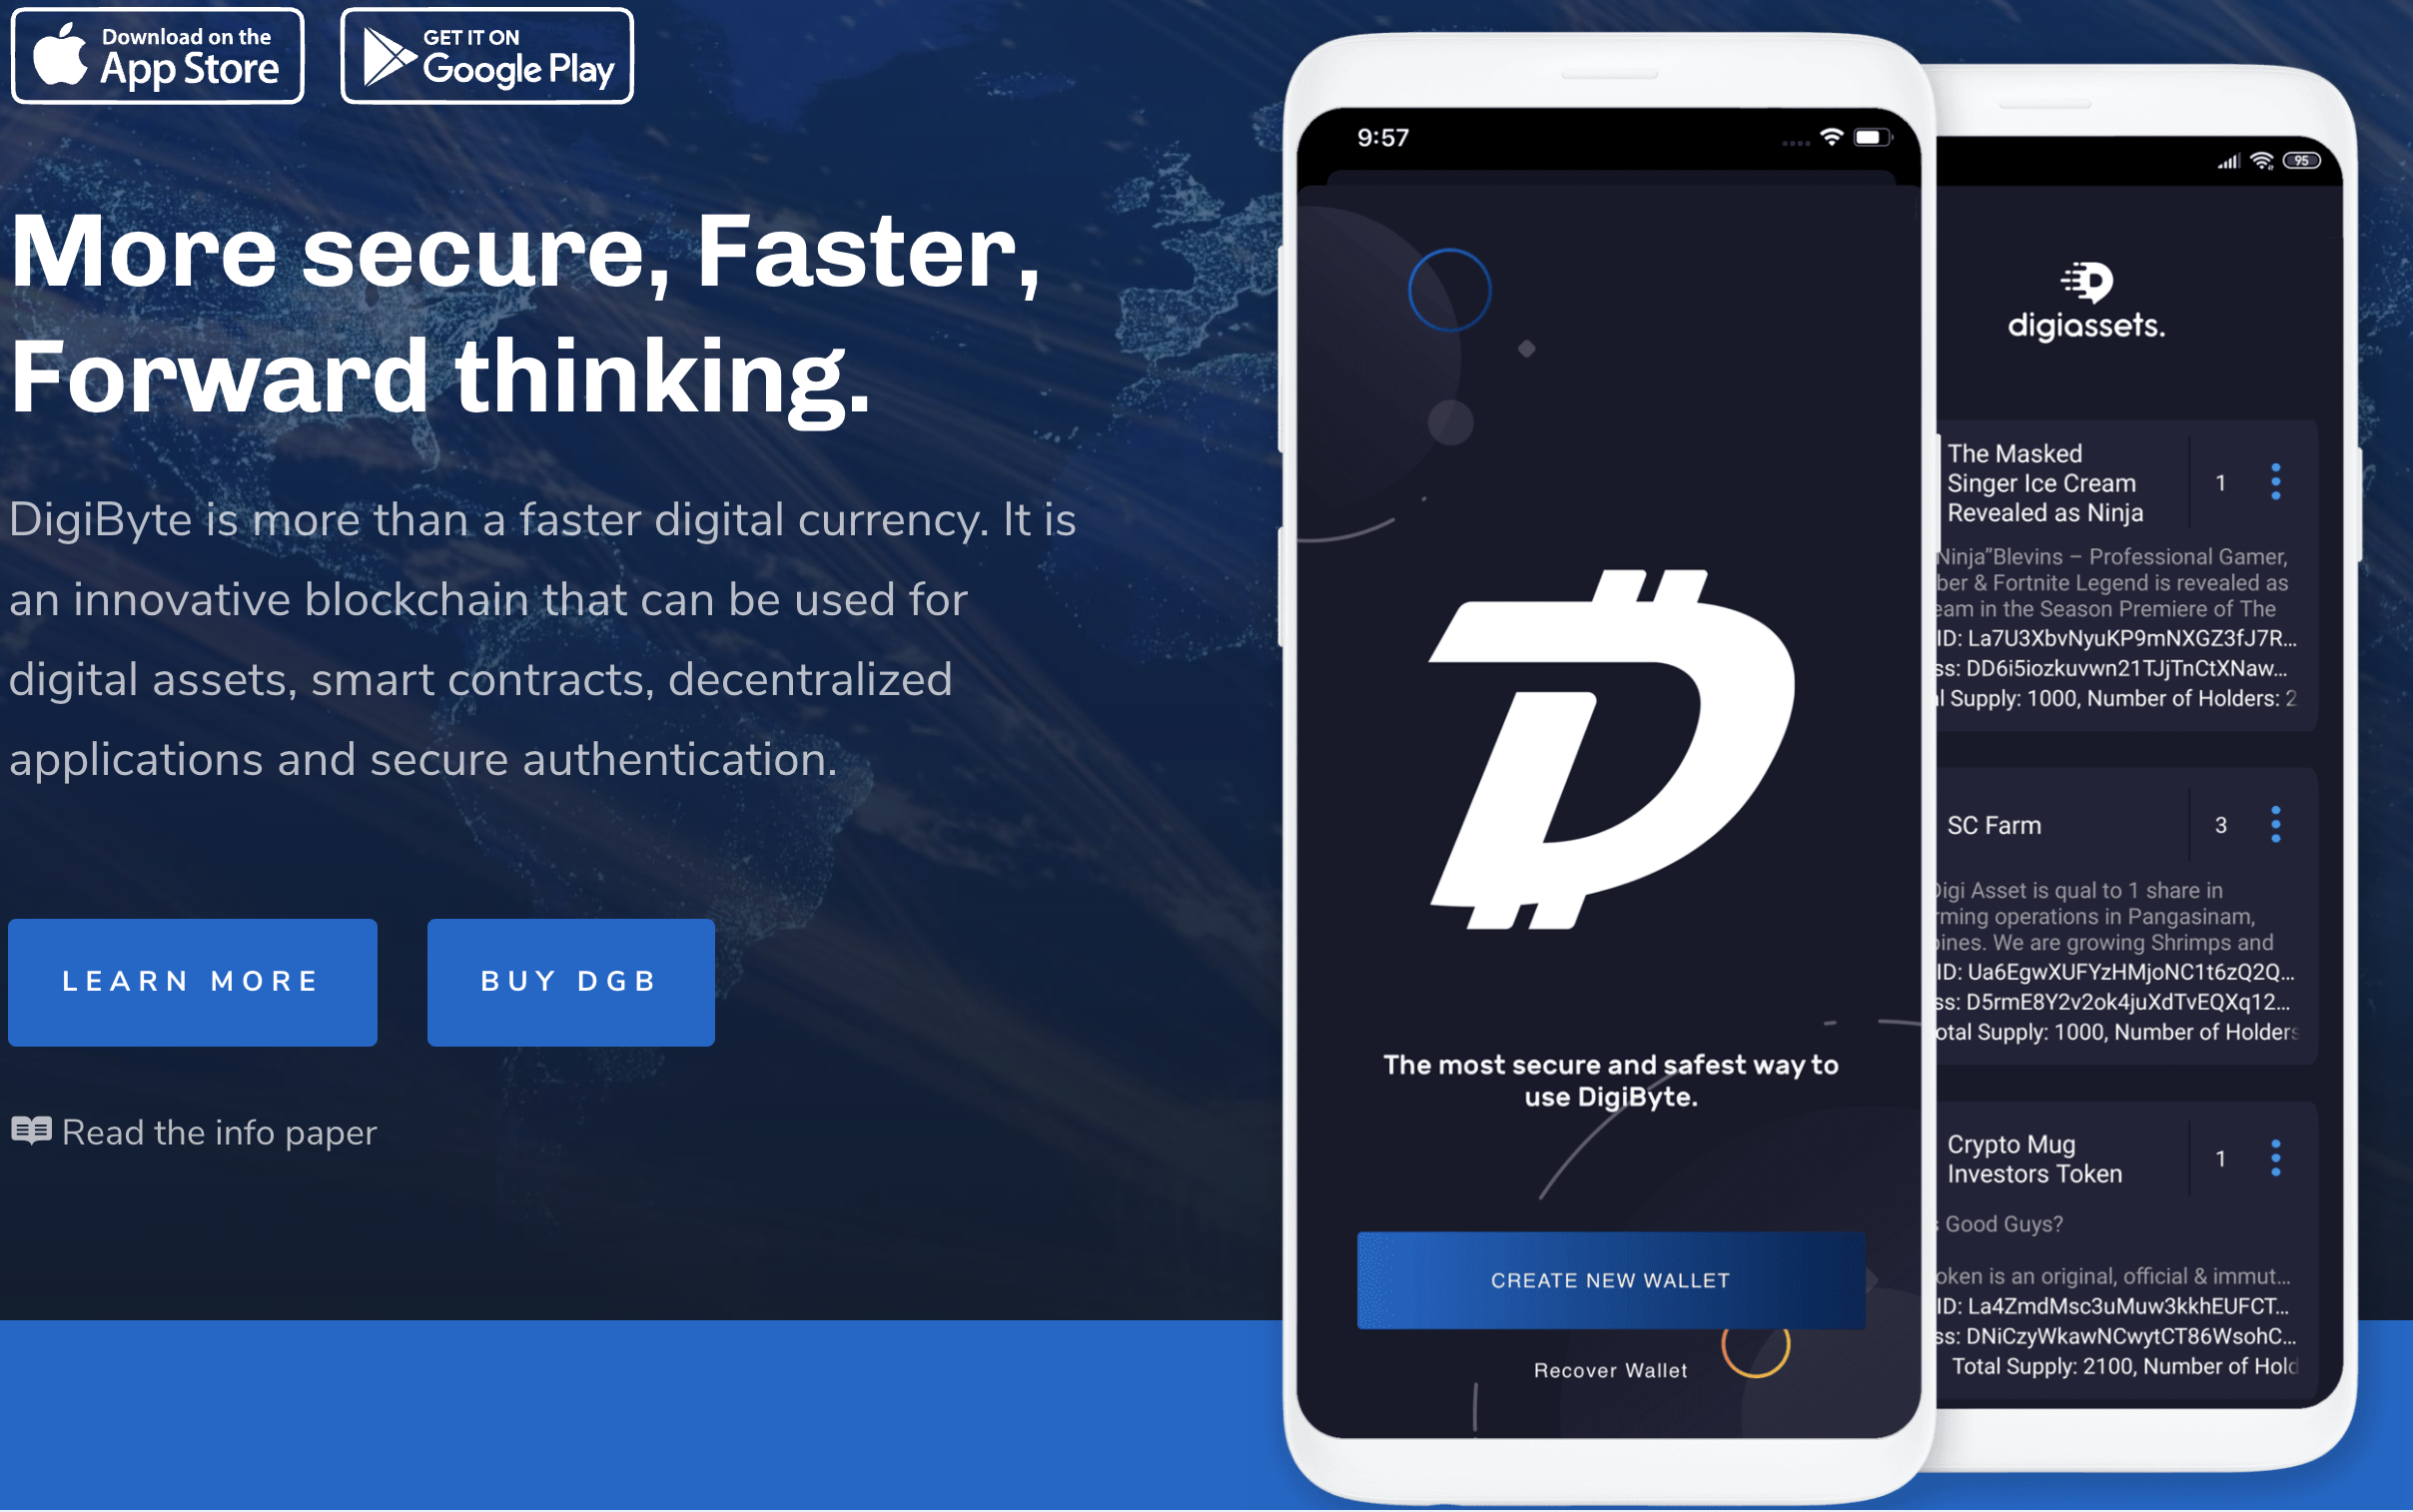 Download on the
App Store
GET IT ON
Google Play
More secure, Faster,
Forward thinking.
DigiByte is more than a faster digital currency. It is
an innovative blockchain that can be used for
digital assets, smart contracts, decentralized
applications and secure authentication.
LEARN MORE
BUY DGB
Read the info paper
9:57
The most secure and safest way to
use DigiByte.
CREATE NEW WALLET
Recover Wallet
95
digiassets.
The Masked
Singer Ice Cream
Revealed as Ninja
1
Ninja”Blevins – Professional Gamer,
ber & Fortnite Legend is revealed as
eam in the Season Premiere of The
ID: La7U3XbvNyuKP9mNXGZ3fJ7R...
ss: DD6i5iozkuvwn21TJjTnCtXNaw...
l Supply: 1000, Number of Holders: 2
SC Farm
3
Digi Asset is qual to 1 share in
rming operations in Pangasinam,
pines. We are growing Shrimps and
ID: Ua6EgwXUFYzHMjoNC1t6zQ2Q...
ss: D5rmE8Y2v2ok4juXdTvEQXq12...
otal Supply: 1000, Number of Holders
Crypto Mug
Investors Token
1
s Good Guys?
oken is an original, official & immut...
ID: La4ZmdMsc3uMuw3kkhEUFCT...
ss: DNiCzyWkawNCwytCT86WsohC...
Total Supply: 2100, Number of Hold